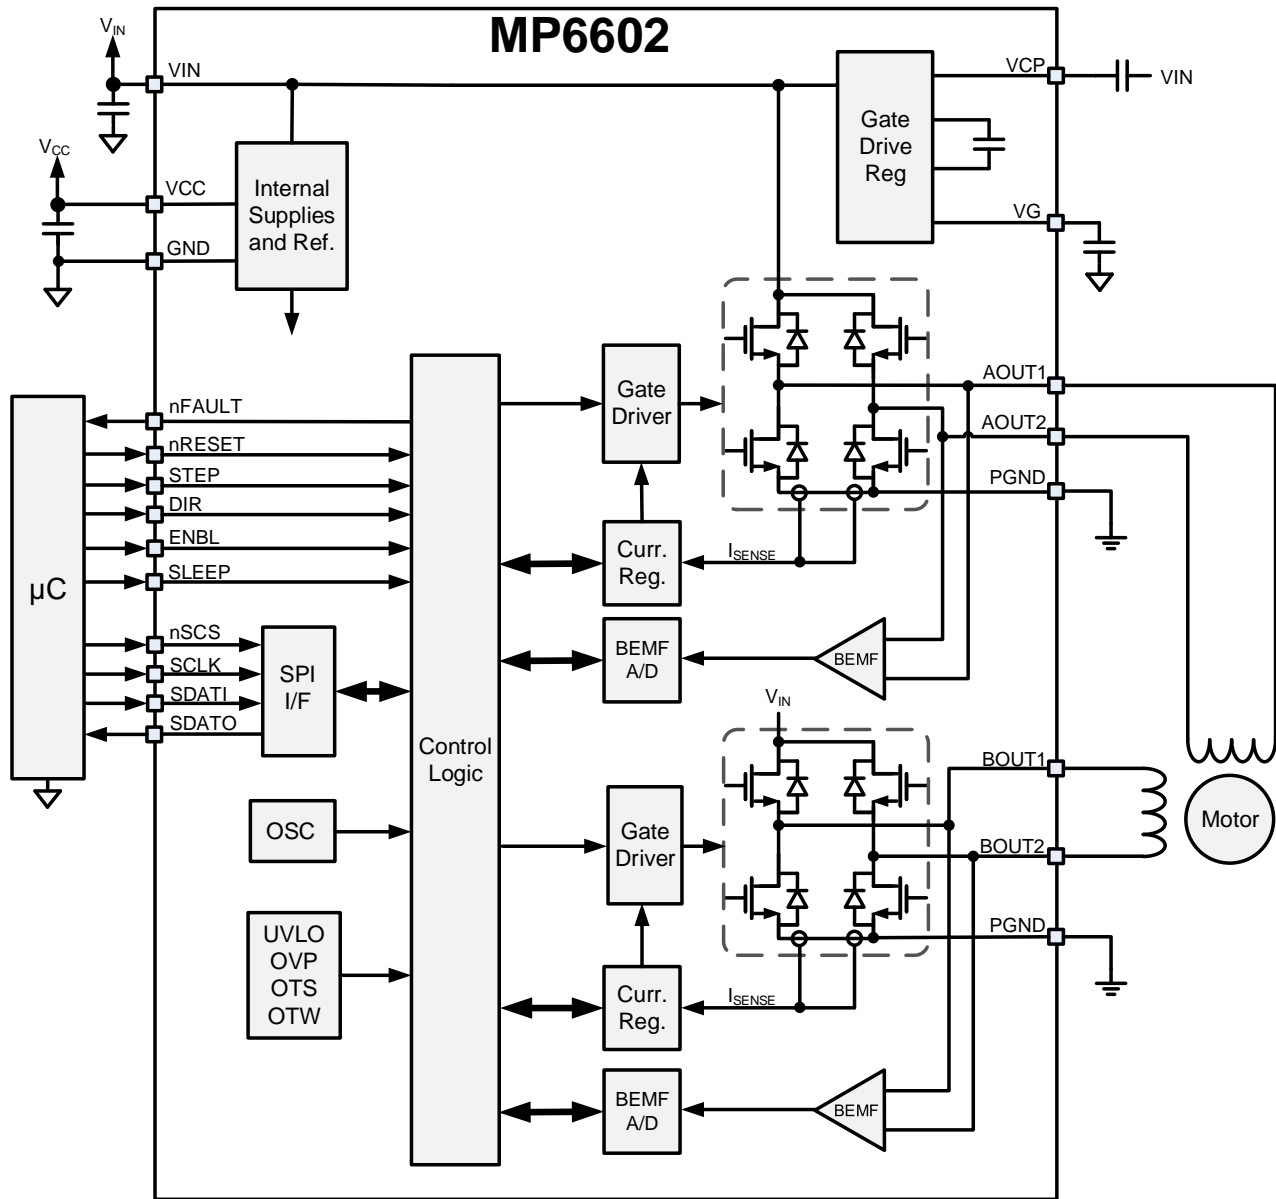 MP6602
VIN
VIN
VCC
VCC
GND
Internal
Supplies
and Ref.
Gate
Drive
Reg
VCP
VIN
VG
µC
nFAULT
nRESET
STEP
DIR
ENBL
SLEEP
nSCS
SCLK
SDATI
SDATO
SPI
I/F
OSC
UVLO
OVP
OTS
OTW
Control
Logic
Gate
Driver
Curr.
Reg.
ISENSE
BEMF
A/D
BEMF
AOUT1
AOUT2
PGND
VIN
Gate
Driver
Curr.
Reg.
ISENSE
BEMF
A/D
BEMF
BOUT1
BOUT2
PGND
Motor